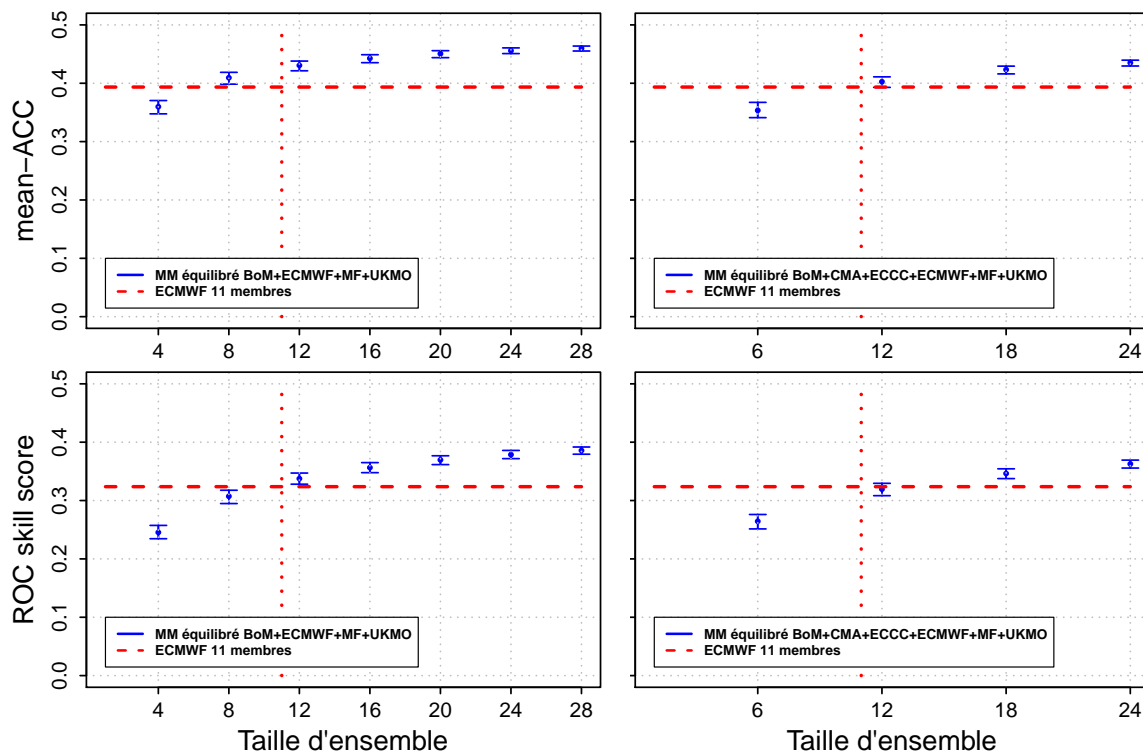 mean−ACC
0.5
0.4
0.3
0.2
0.1
0.0
MM équilibré BoM+ECMWF+MF+UKMO
ECMWF 11 membres
4 8 12 16 20 24 28
MM équilibré BoM+CMA+ECCC+ECMWF+MF+UKMO
ECMWF 11 membres
6 12 18 24
ROC skill score
0.5
0.4
0.3
0.2
0.1
0.0
MM équilibré BoM+ECMWF+MF+UKMO
ECMWF 11 membres
4 8 12 16 20 24 28
Taille d'ensemble
MM équilibré BoM+CMA+ECCC+ECMWF+MF+UKMO
ECMWF 11 membres
6 12 18 24
Taille d'ensemble